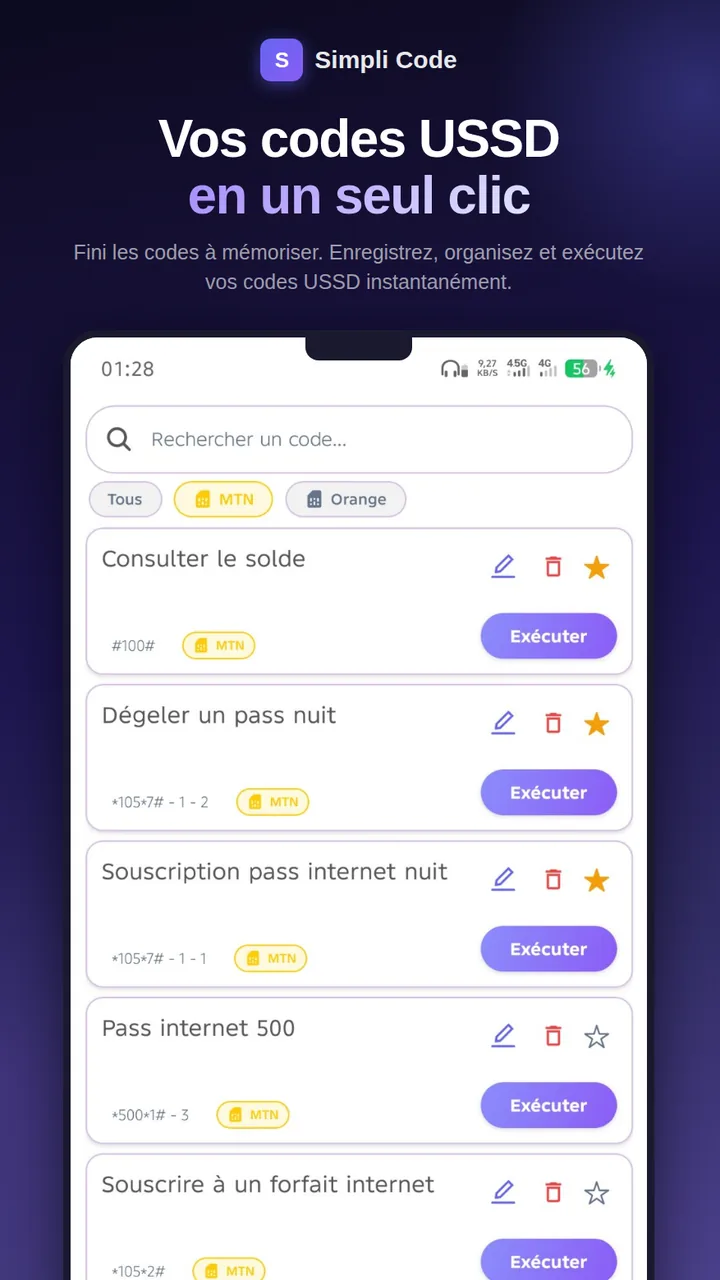 S Simpli Code
Vos codes USSD
en un seul clic
Fini les codes à mémoriser. Enregistrez, organisez et exécutez
vos codes USSD instantanément.
01:28 9,27 KB/S 4.5G 4G 56
Rechercher un code...
Tous MTN Orange
Consulter le solde
#100# MTN Exécuter
Dégeler un pass nuit
*105*7# - 1 - 2 MTN Exécuter
Souscription pass internet nuit
*105*7# - 1 - 1 MTN Exécuter
Pass internet 500
*500*1# - 3 MTN Exécuter
Souscrire à un forfait internet
*105*2# MTN Exécuter